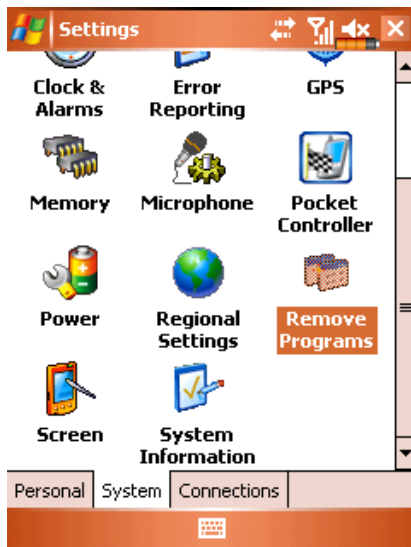 Settings
Clock &
Alarms
Error
Reporting
GPS
Memory
Microphone
Pocket
Controller
Power
Regional
Settings
Remove
Programs
Screen
System
Information
Personal System Connections